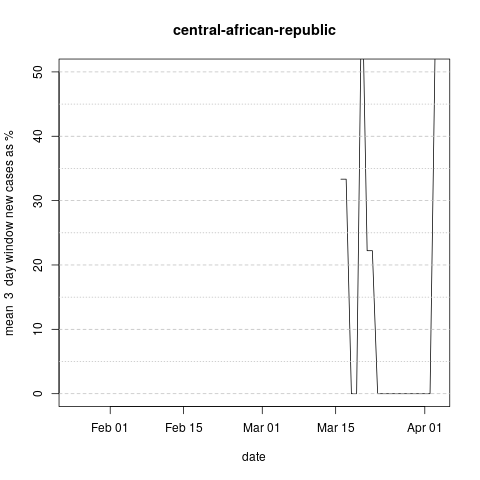 central-african-republic
mean  3  day window new cases as %
50
40
30
20
10
0
Feb 01
Feb 15
Mar 01
Mar 15
Apr 01
date